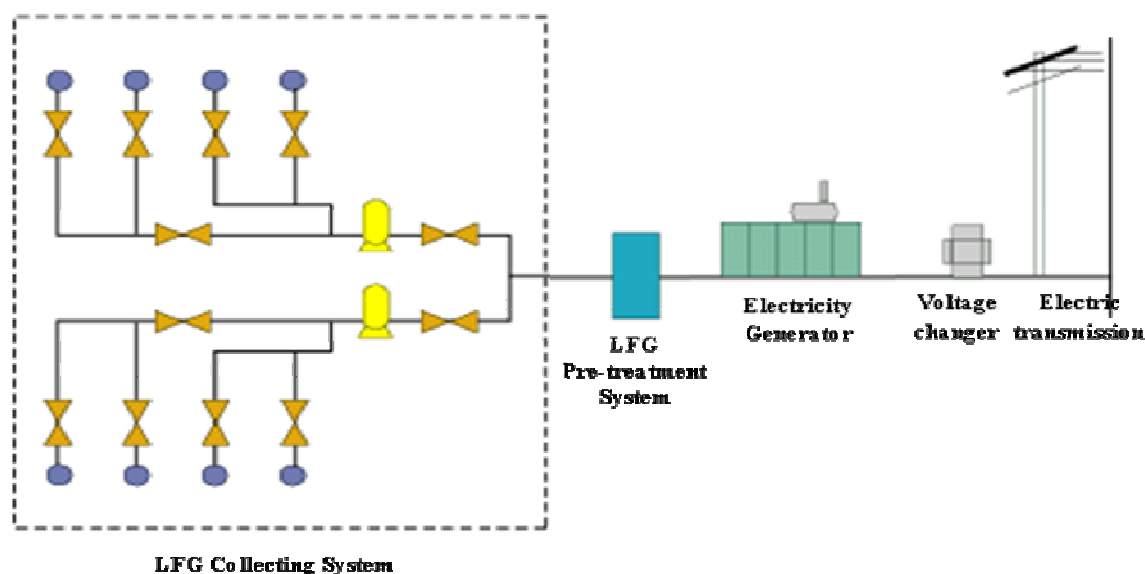 Electricity
Generator
Voltage
changer
Electric
transmission
LFG
Pre-treatment
System
LFG Collecting System